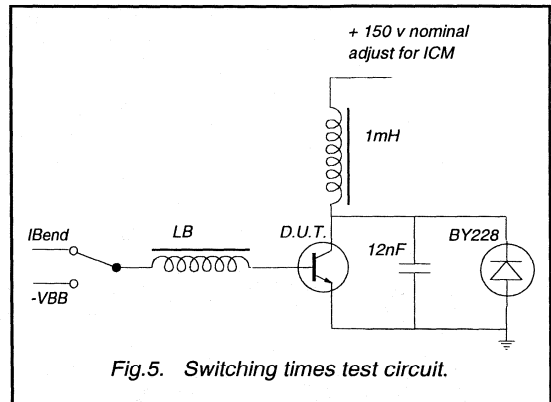 + 150 v nominal
adjust for ICM
1mH
IBend
LB
D.U.T.
12nF
BY228
-VBB
Fig.5. Switching times test circuit.